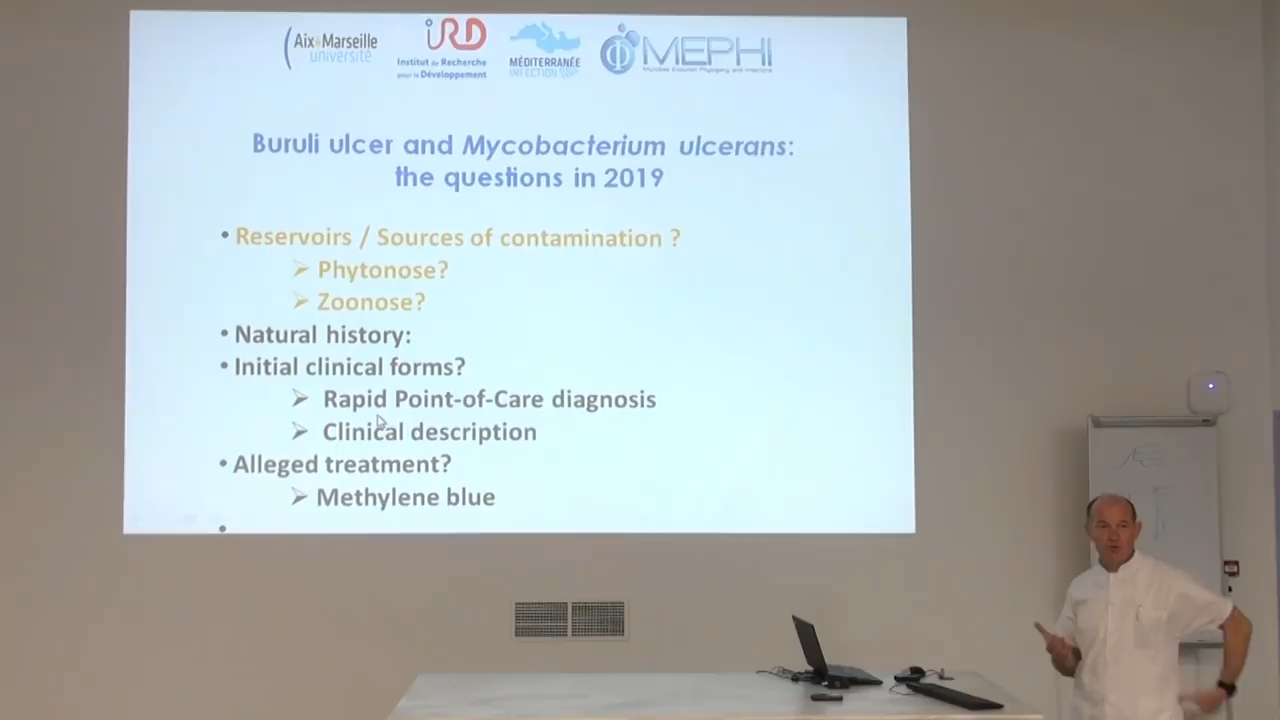 Aix Marseille
université
IRD
Institut de Recherche
pour le Développement
MÉDITERRANÉE
INFECTION
MEPHI
Buruli ulcer and Mycobacterium ulcerans:
the questions in 2019
• Reservoirs / Sources of contamination ?
➢ Phytonose?
➢ Zoonose?
• Natural history:
• Initial clinical forms?
➢ Rapid Point-of-Care diagnosis
➢ Clinical description
• Alleged treatment?
➢ Methylene blue
•